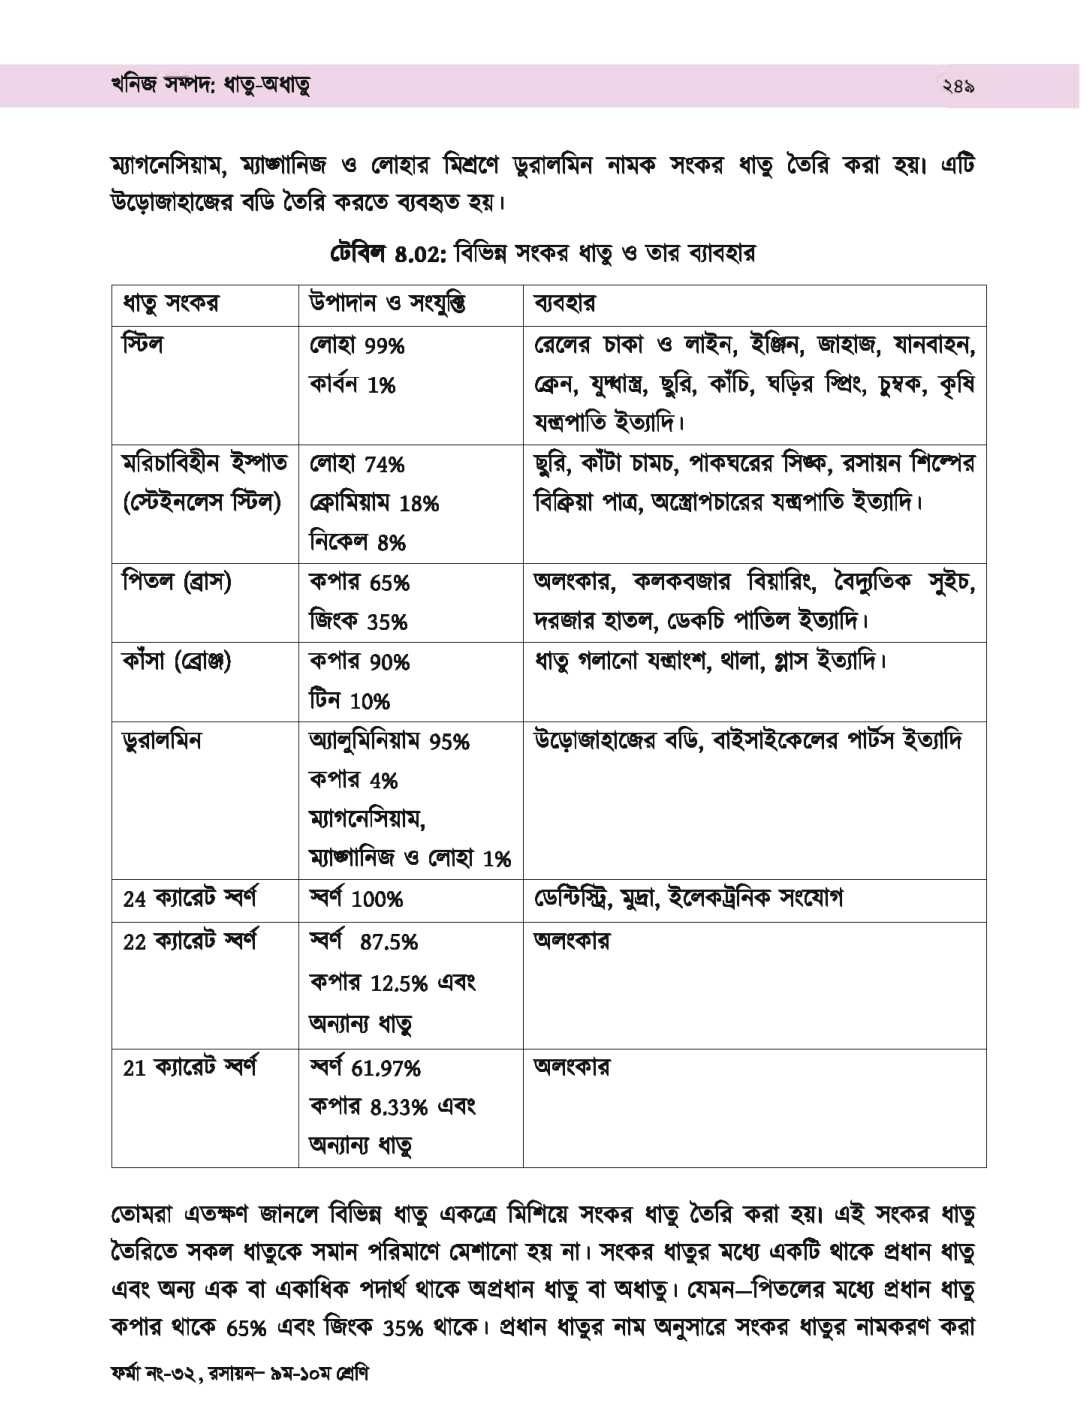 খনিজ সম্পদ: ধাতু-অধাতু ২৪৯
ম্যাগনেসিয়াম, ম্যাঙ্গানিজ ও লোহার মিশ্রণে ডুরালমিন নামক সংকর ধাতু তৈরি করা হয়। এটি
উড়োজাহাজের বডি তৈরি করতে ব্যবহৃত হয়।
টেবিল 8.02: বিভিন্ন সংকর ধাতু ও তার ব্যাবহার
ধাতু সংকর উপাদান ও সংযুক্তি ব্যবহার
স্টিল লোহা 99% রেলের চাকা ও লাইন, ইঞ্জিন, জাহাজ, যানবাহন,
কার্বন 1% ক্রেন, যুদ্ধাস্ত্র, ছুরি, কাঁচি, ঘড়ির স্প্রিং, চুম্বক, কৃষি
যন্ত্রপাতি ইত্যাদি।
মরিচাবিহীন ইস্পাত লোহা 74% ছুরি, কাঁটা চামচ, পাকঘরের সিঙ্ক, রসায়ন শিল্পের
(স্টেইনলেস স্টিল) ক্রোমিয়াম 18% বিক্রিয়া পাত্র, অস্ত্রোপচারের যন্ত্রপাতি ইত্যাদি।
নিকেল 8%
পিতল (ব্রাস) কপার 65% অলংকার, কলকবজার বিয়ারিং, বৈদ্যুতিক সুইচ,
জিংক 35% দরজার হাতল, ডেকচি পাতিল ইত্যাদি।
কাঁসা (ব্রোঞ্জ) কপার 90% ধাতু গলানো যন্ত্রাংশ, থালা, গ্লাস ইত্যাদি।
টিন 10%
ডুরালমিন অ্যালুমিনিয়াম 95% উড়োজাহাজের বডি, বাইসাইকেলের পার্টস ইত্যাদি
কপার 4%
ম্যাগনেসিয়াম,
ম্যাঙ্গানিজ ও লোহা 1%
24 ক্যারেট স্বর্ণ স্বর্ণ 100% ডেন্টিস্ট্রি, মুদ্রা, ইলেকট্রনিক সংযোগ
22 ক্যারেট স্বর্ণ স্বর্ণ 87.5% অলংকার
কপার 12.5% এবং
অন্যান্য ধাতু
21 ক্যারেট স্বর্ণ স্বর্ণ 61.97% অলংকার
কপার 8.33% এবং
অন্যান্য ধাতু
তোমরা এতক্ষণ জানলে বিভিন্ন ধাতু একত্রে মিশিয়ে সংকর ধাতু তৈরি করা হয়। এই সংকর ধাতু
তৈরিতে সকল ধাতুকে সমান পরিমাণে মেশানো হয় না। সংকর ধাতুর মধ্যে একটি থাকে প্রধান ধাতু
এবং অন্য এক বা একাধিক পদার্থ থাকে অপ্রধান ধাতু বা অধাতু। যেমন—পিতলের মধ্যে প্রধান ধাতু
কপার থাকে 65% এবং জিংক 35% থাকে। প্রধান ধাতুর নাম অনুসারে সংকর ধাতুর নামকরণ করা
ফর্মা নং-৩২, রসায়ন– ৯ম-১০ম শ্রেণি